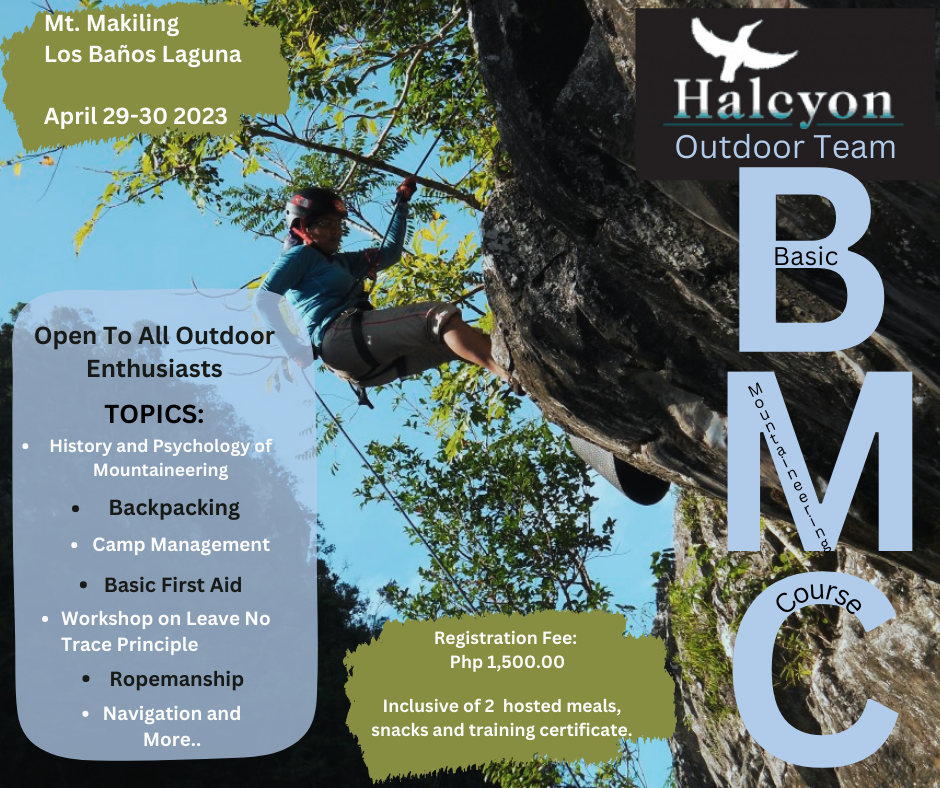 Mt. Makiling
Los Baños Laguna
April 29-30 2023
Halcyon
Outdoor Team
B
Basic
M
Mountaineering
C
Course
Open To All Outdoor
Enthusiasts
TOPICS:
• History and Psychology of
Mountaineering
• Backpacking
• Camp Management
• Basic First Aid
• Workshop on Leave No
Trace Principle
• Ropemanship
• Navigation and
More..
Registration Fee:
Php 1,500.00
Inclusive of 2 hosted meals,
snacks and training certificate.